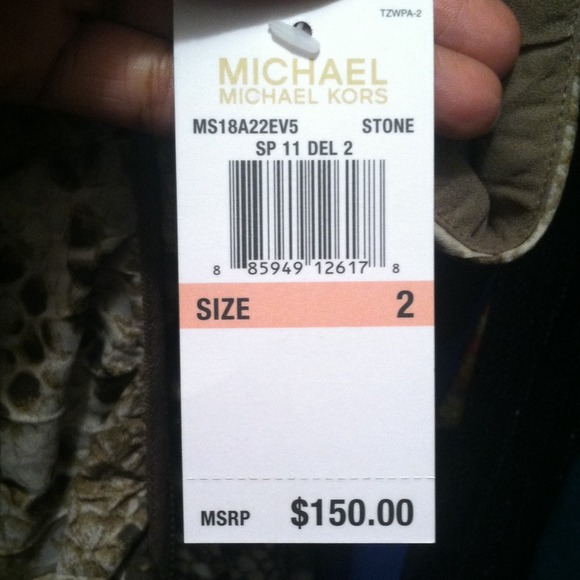 TZWPA-2
MICHAEL
MICHAEL KORS
MS18A22EV5 STONE
SP 11 DEL 2
8 85949 12617 8
SIZE 2
MSRP $150.00